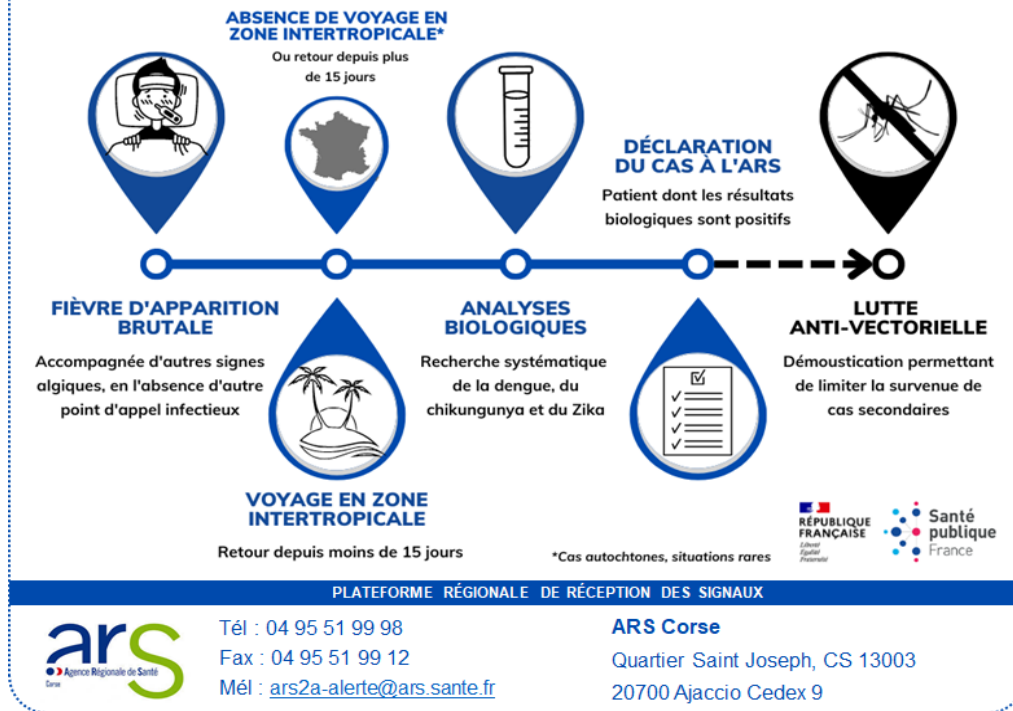 ABSENCE DE VOYAGE EN
ZONE INTERTROPICALE*
Ou retour depuis plus
de 15 jours
DÉCLARATION
DU CAS À L'ARS
Patient dont les résultats
biologiques sont positifs
FIÈVRE D'APPARITION
BRUTALE
Accompagnée d'autres signes
algiques, en l'absence d'autre
point d'appel infectieux
ANALYSES
BIOLOGIQUES
Recherche systématique
de la dengue, du
chikungunya et du Zika
LUTTE
ANTI-VECTORIELLE
Démoustication permettant
de limiter la survenue de
cas secondaires
VOYAGE EN ZONE
INTERTROPICALE
Retour depuis moins de 15 jours
*Cas autochtones, situations rares
RÉPUBLIQUE
FRANÇAISE
Liberté
Égalité
Fraternité
Santé
publique
France
PLATEFORME RÉGIONALE DE RÉCEPTION DES SIGNAUX
ars
Agence Régionale de Santé
Corse
Tél : 04 95 51 99 98
Fax : 04 95 51 99 12
Mél : ars2a-alerte@ars.sante.fr
ARS Corse
Quartier Saint Joseph, CS 13003
20700 Ajaccio Cedex 9